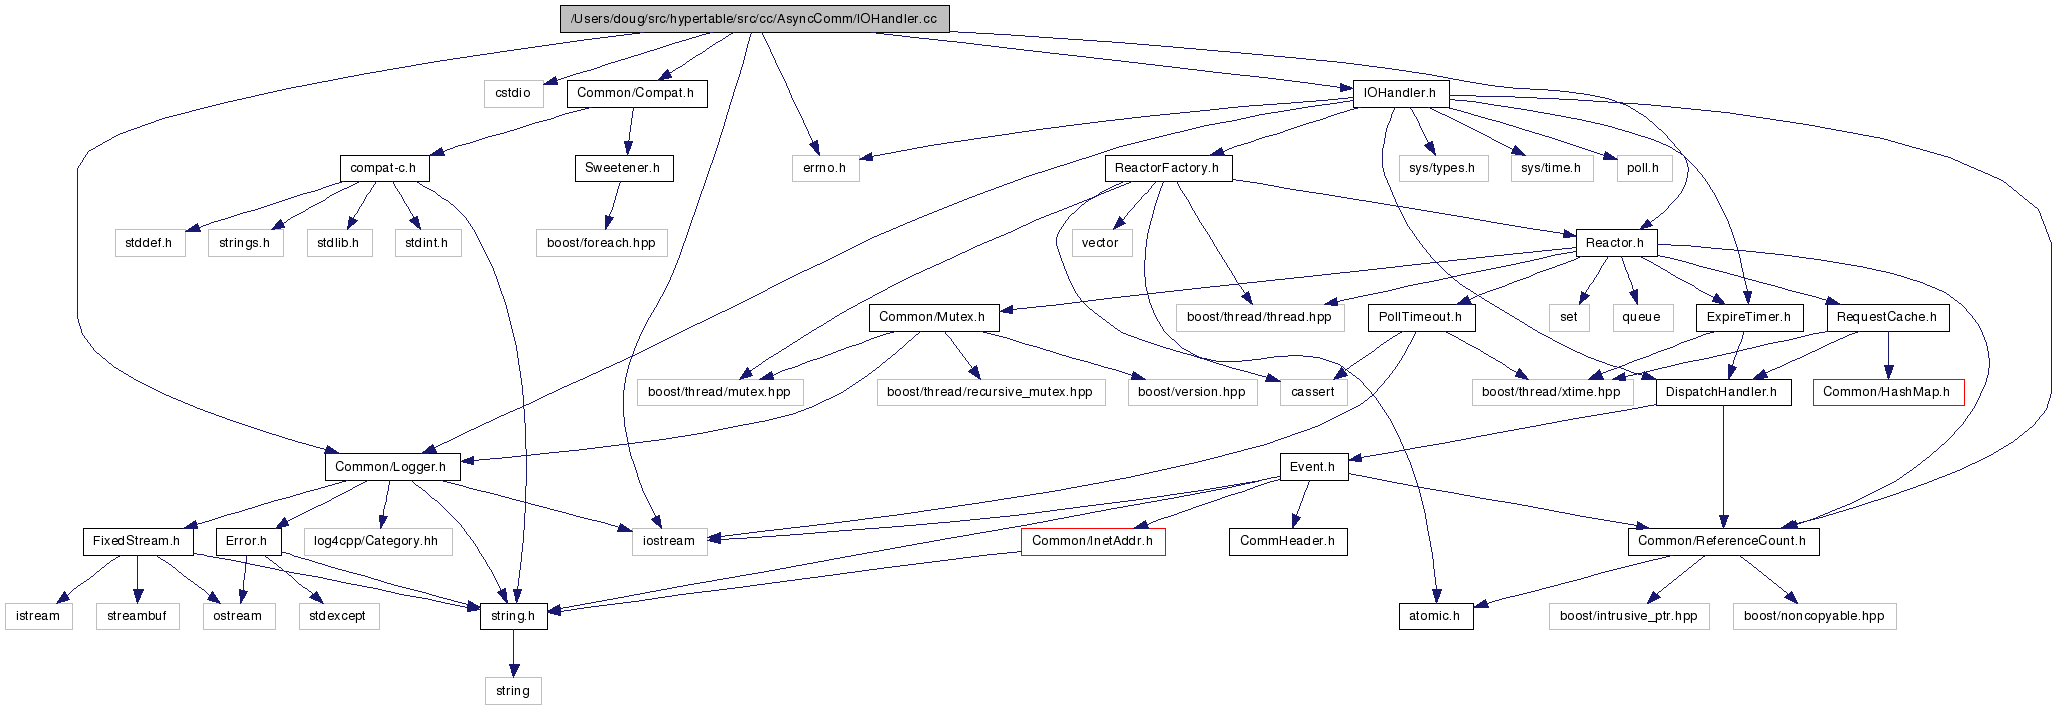 /Users/doug/src/hypertable/src/cc/AsyncComm/IOHandler.cc
cstdio
Common/Compat.h
IOHandler.h
compat-c.h
Sweetener.h
errno.h
ReactorFactory.h
sys/types.h
sys/time.h
poll.h
stddef.h
strings.h
stdlib.h
stdint.h
boost/foreach.hpp
vector
Reactor.h
Common/Mutex.h
boost/thread/thread.hpp
PollTimeout.h
set
queue
ExpireTimer.h
RequestCache.h
boost/thread/mutex.hpp
boost/thread/recursive_mutex.hpp
boost/version.hpp
cassert
boost/thread/xtime.hpp
DispatchHandler.h
Common/HashMap.h
Common/Logger.h
Event.h
FixedStream.h
Error.h
log4cpp/Category.hh
iostream
Common/InetAddr.h
CommHeader.h
Common/ReferenceCount.h
istream
streambuf
ostream
stdexcept
string.h
atomic.h
boost/intrusive_ptr.hpp
boost/noncopyable.hpp
string